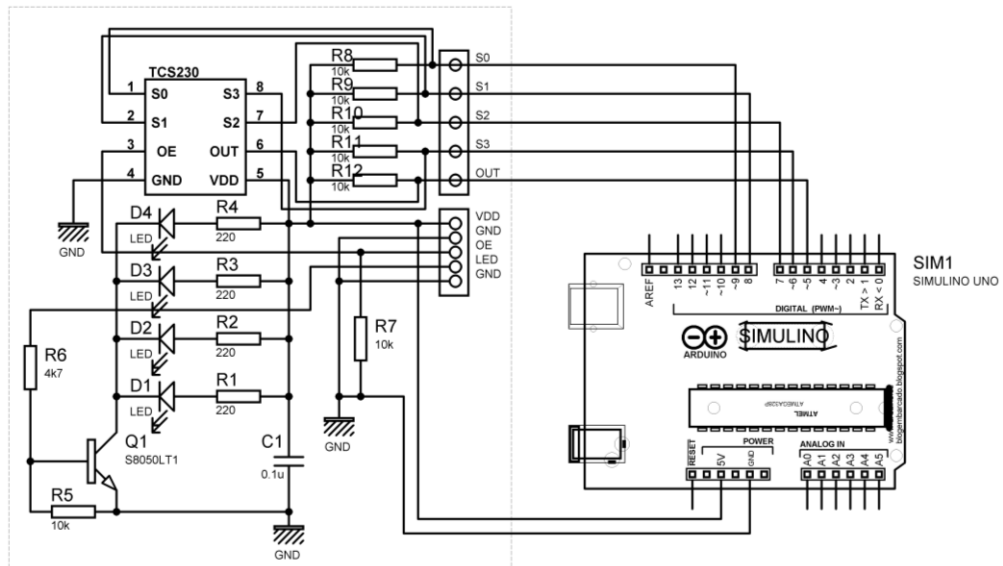 TCS230
1 S0 S3 8
2 S1 S2 7
3 OE OUT 6
4 GND VDD 5
GND
R8
10k
R9
10k
R10
10k
R11
10k
R12
10k
S0
S1
S2
S3
OUT
VDD
GND
OE
LED
GND
D4
LED
R4
220
D3
LED
R3
220
D2
LED
R2
220
D1
LED
R1
220
R6
4k7
Q1
S8050LT1
R5
10k
C1
0.1u
GND
R7
10k
GND
SIM1
SIMULINO UNO
AREF
13
12
~11
~10
~9
8
7
~6
~5
4
~3
2
TX > 1
RX < 0
DIGITAL (PWM~)
ARDUINO
SIMULINO
ATMEL
blogembarcado.blogspot.com
RESET
5V
POWER
GND
ANALOG IN
A0
A1
A2
A3
A4
A5